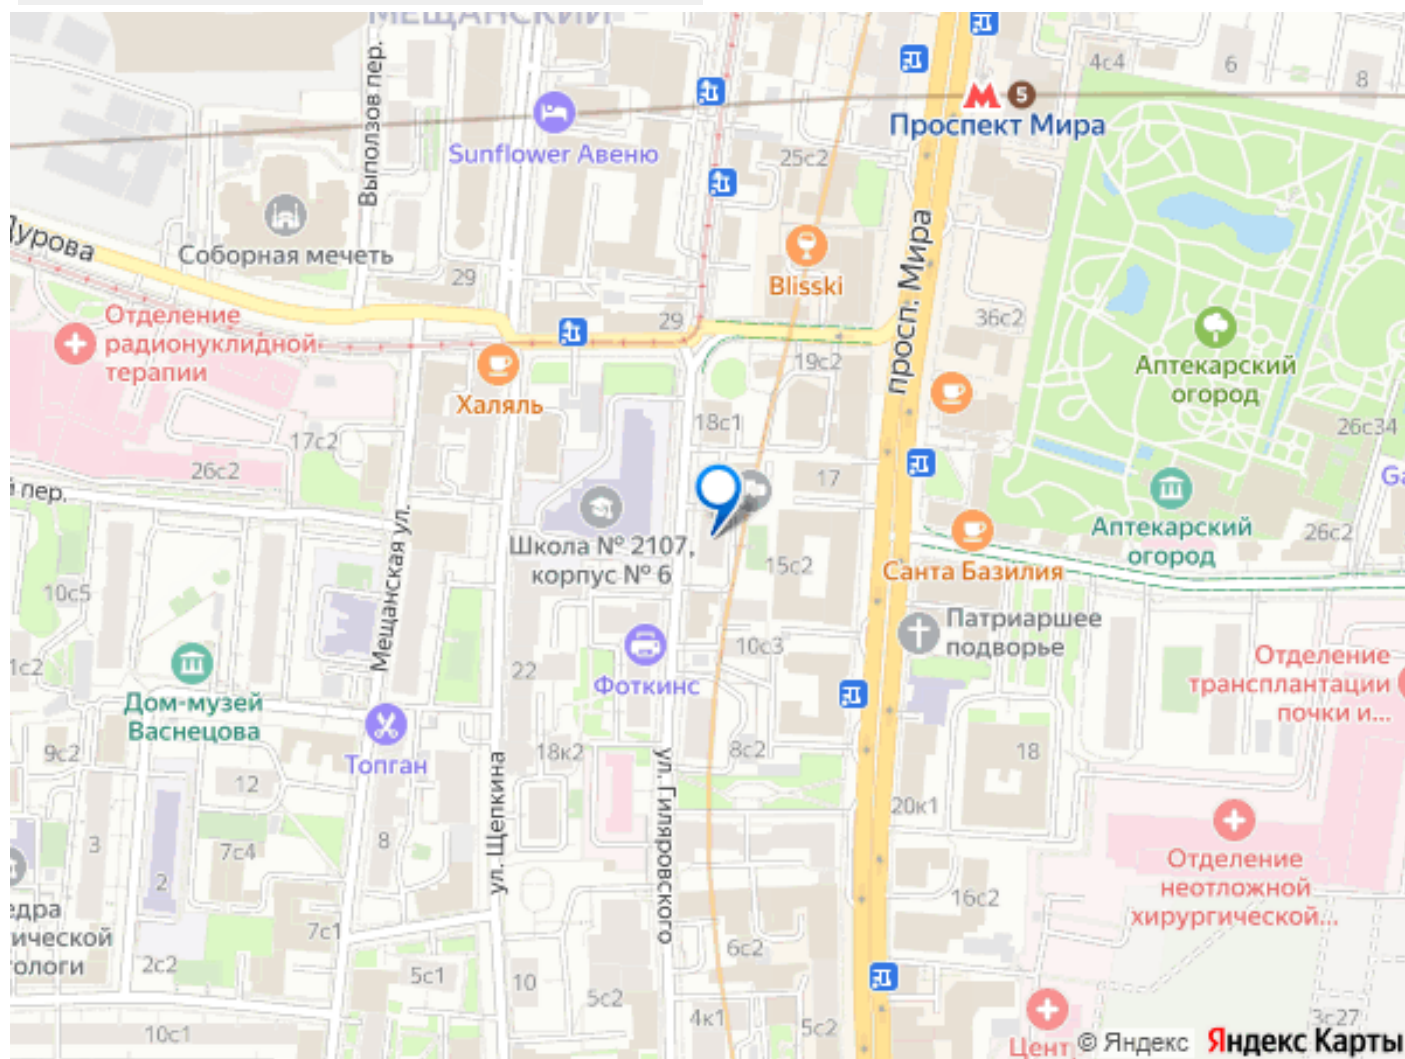 МЕЩАНСКИЙ
Выползов пер.
4с4
6
8
5
Проспект Мира
Sunflower Авеню
25с2
Дурова
Соборная мечеть
29
Blisski
просп. Мира
Отделение
радионуклидной
терапии
29
36с2
19с2
Аптекарский
огород
Халяль
17с2
18с1
26с34
26с2
17
пер.
Аптекарский
огород
26с2
Школа № 2107,
корпус № 6
15с2
Санта Базилия
10с5
Мещанская ул.
Патриаршее
подворье
10с3
1с2
22
Фоткинс
Отделение
трансплантации
почки и...
Дом-музей
Васнецова
9с2
Топган
18к2
8с2
18
12
ул. Щепкина
ул. Гиляровского
20к1
3
7с4
8
2
Отделение
неотложной
хирургической...
16с2
7с1
6с2
2с2
5с1
10
5с2
4к1
5с2
3с27
10с1
Цент
© Яндекс
Яндекс Карты